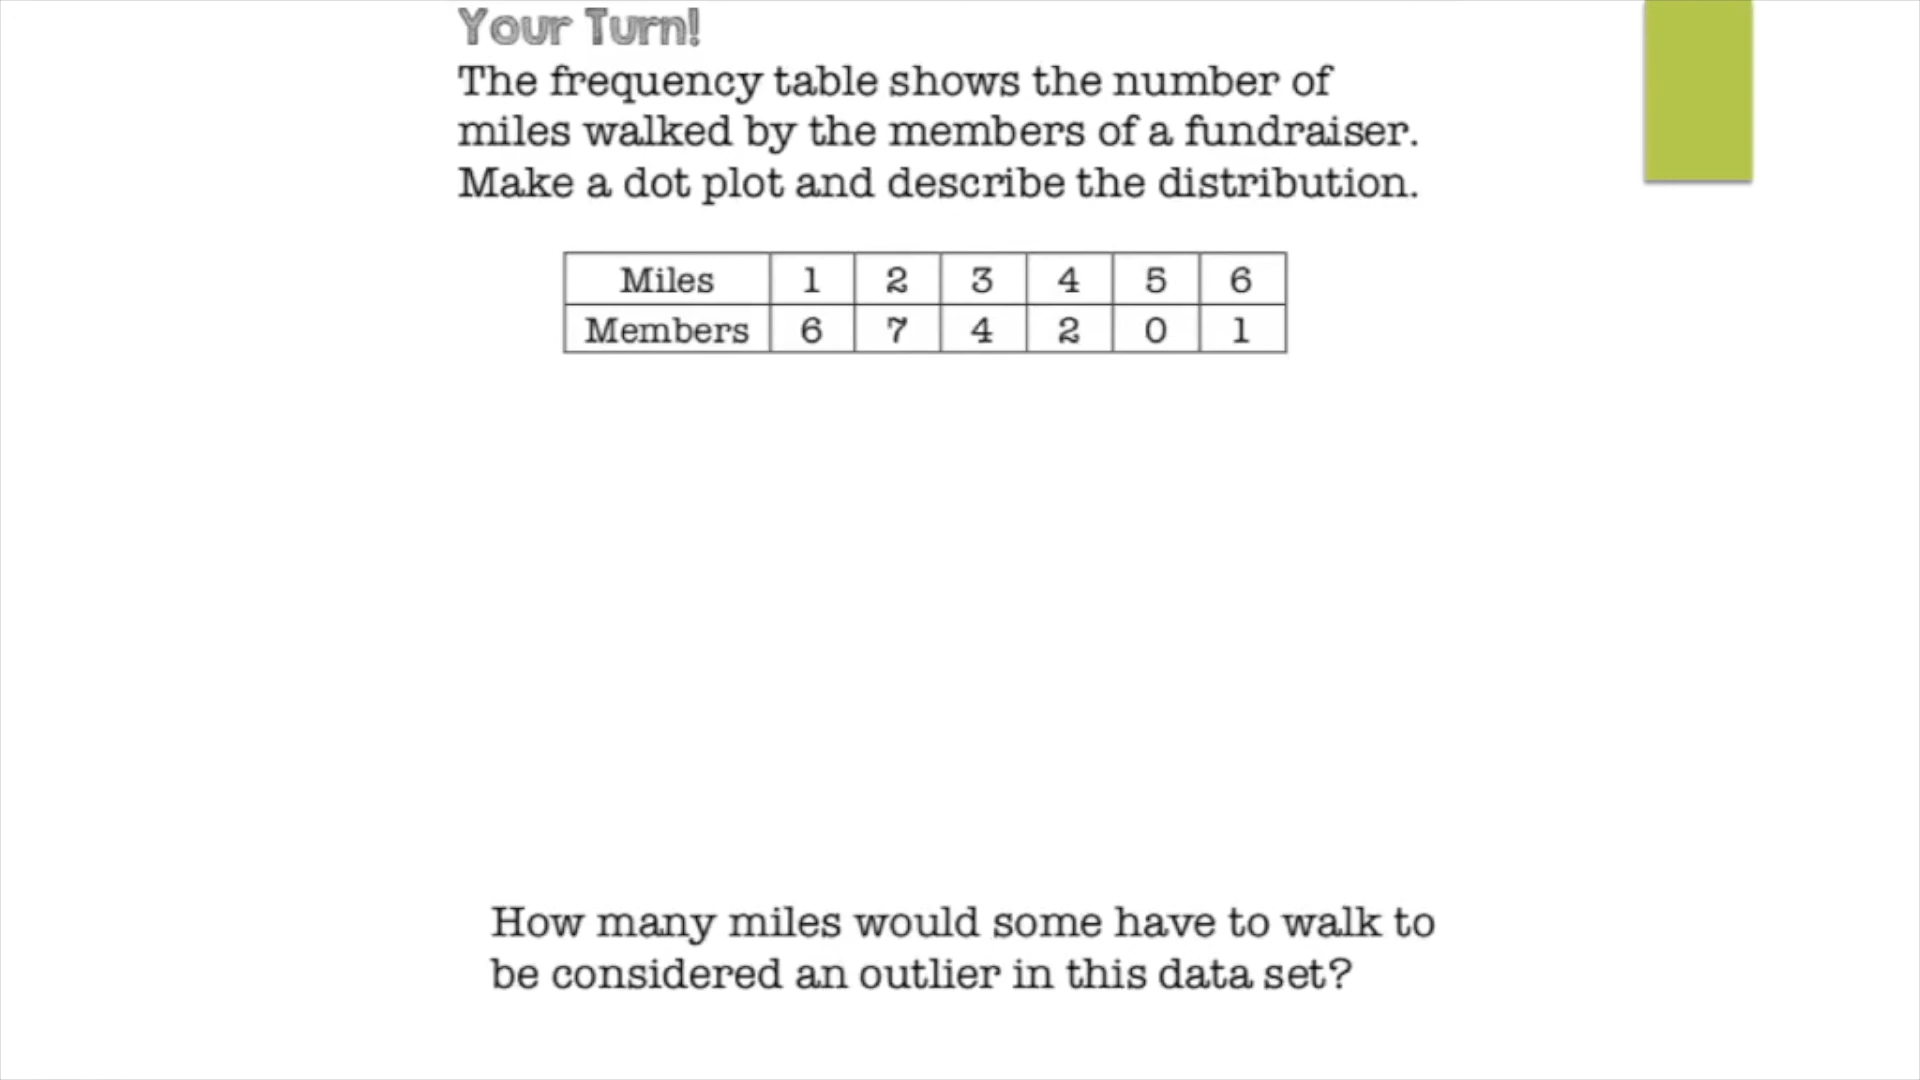 Your Turn!
The frequency table shows the number of
miles walked by the members of a fundraiser.
Make a dot plot and describe the distribution.
Miles 1 2 3 4 5 6
Members 6 7 4 2 0 1
How many miles would some have to walk to
be considered an outlier in this data set?